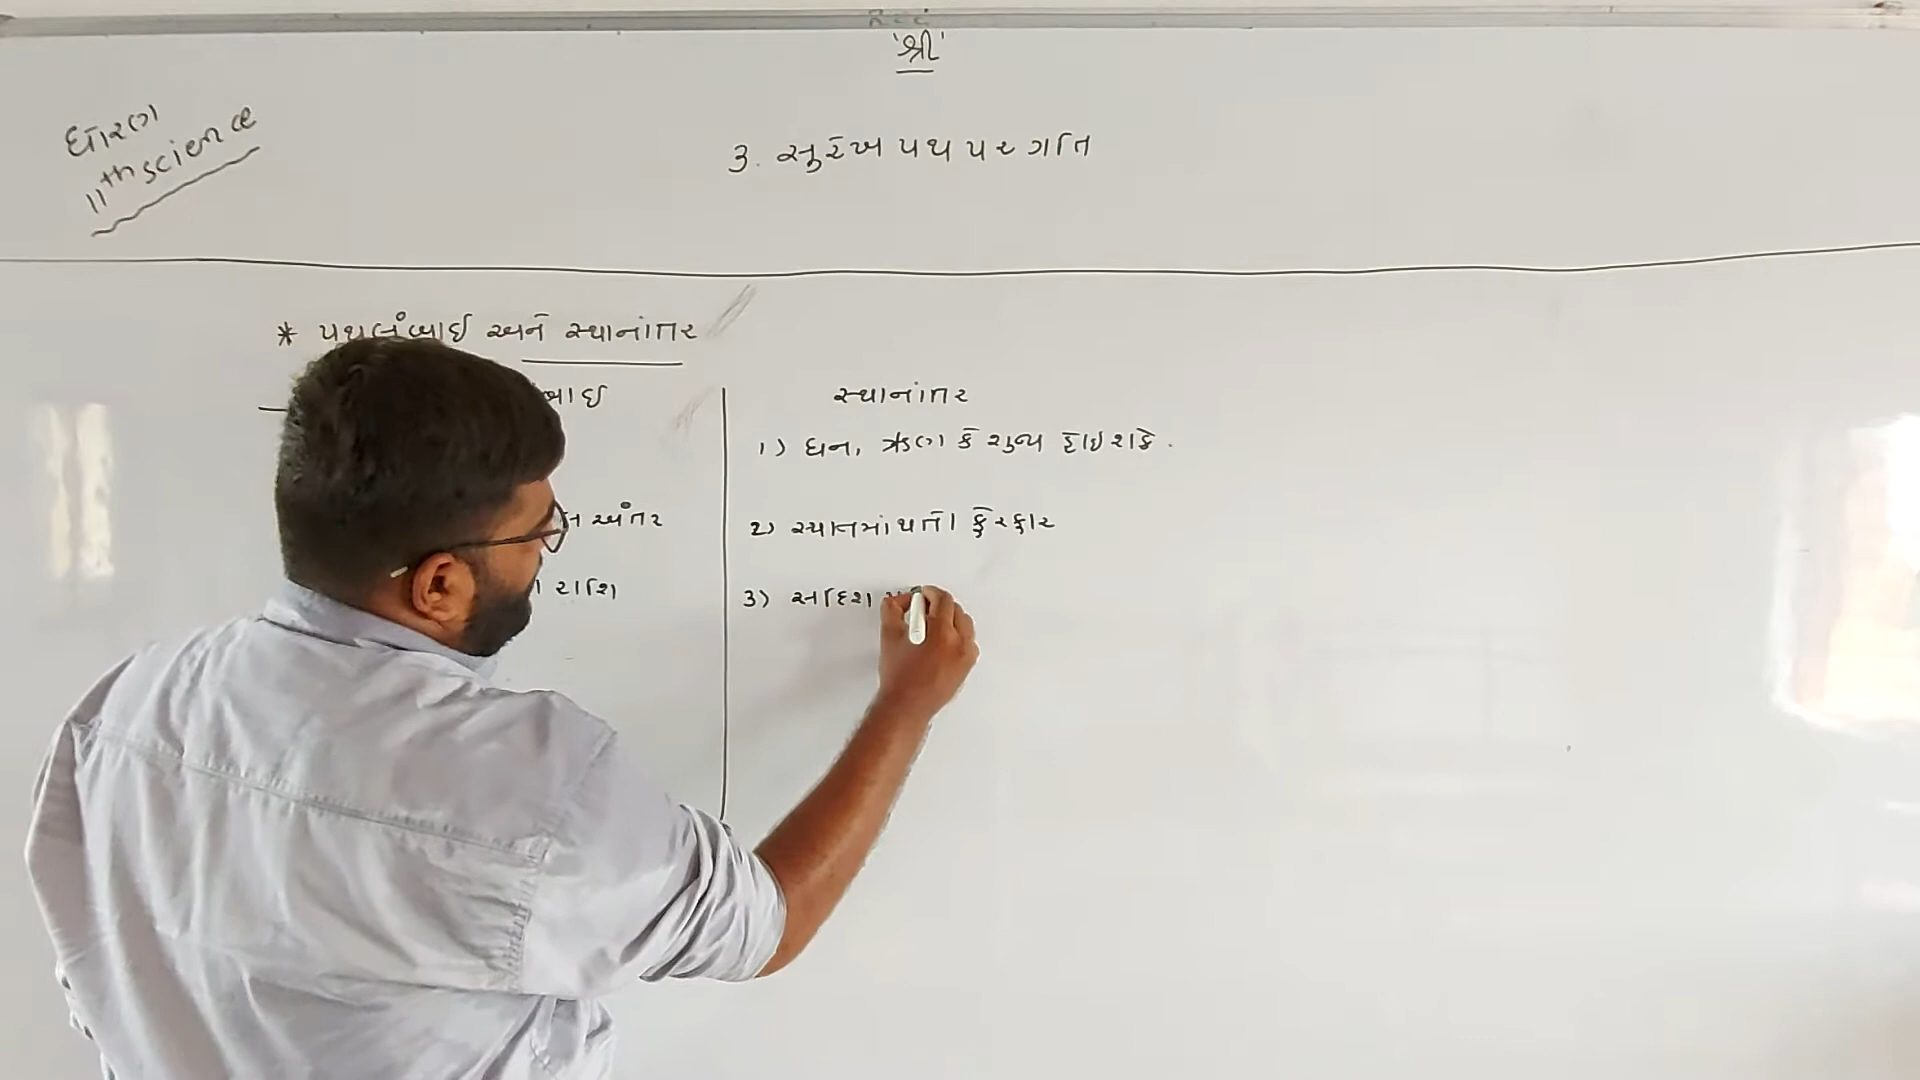 'શ્રી'
ધોરણ
11th science
3. સુરેખ પથ પર ગતિ
* પથલંબાઈ અને સ્થાનાંતર
બાઈ
સ્થાનાંતર
1) ધન, ઋણ કે શુન્ય હોઇ શકે.
અંતર
2) સ્થાનમાં થતો ફેરફાર
રાશિ
3) સદિશ